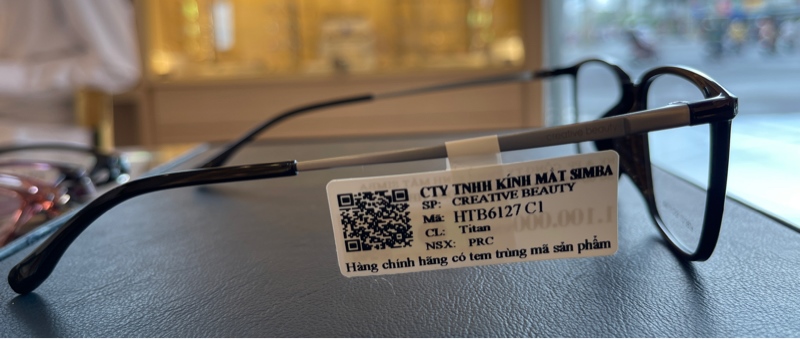 CTY TNHH KÍNH MẮT SIMBA
SP: CREATIVE BEAUTY
Mã: HTB6127 C1
CL: Titan
NSX: PRC
Hàng chính hãng có tem trùng mã sản phẩm